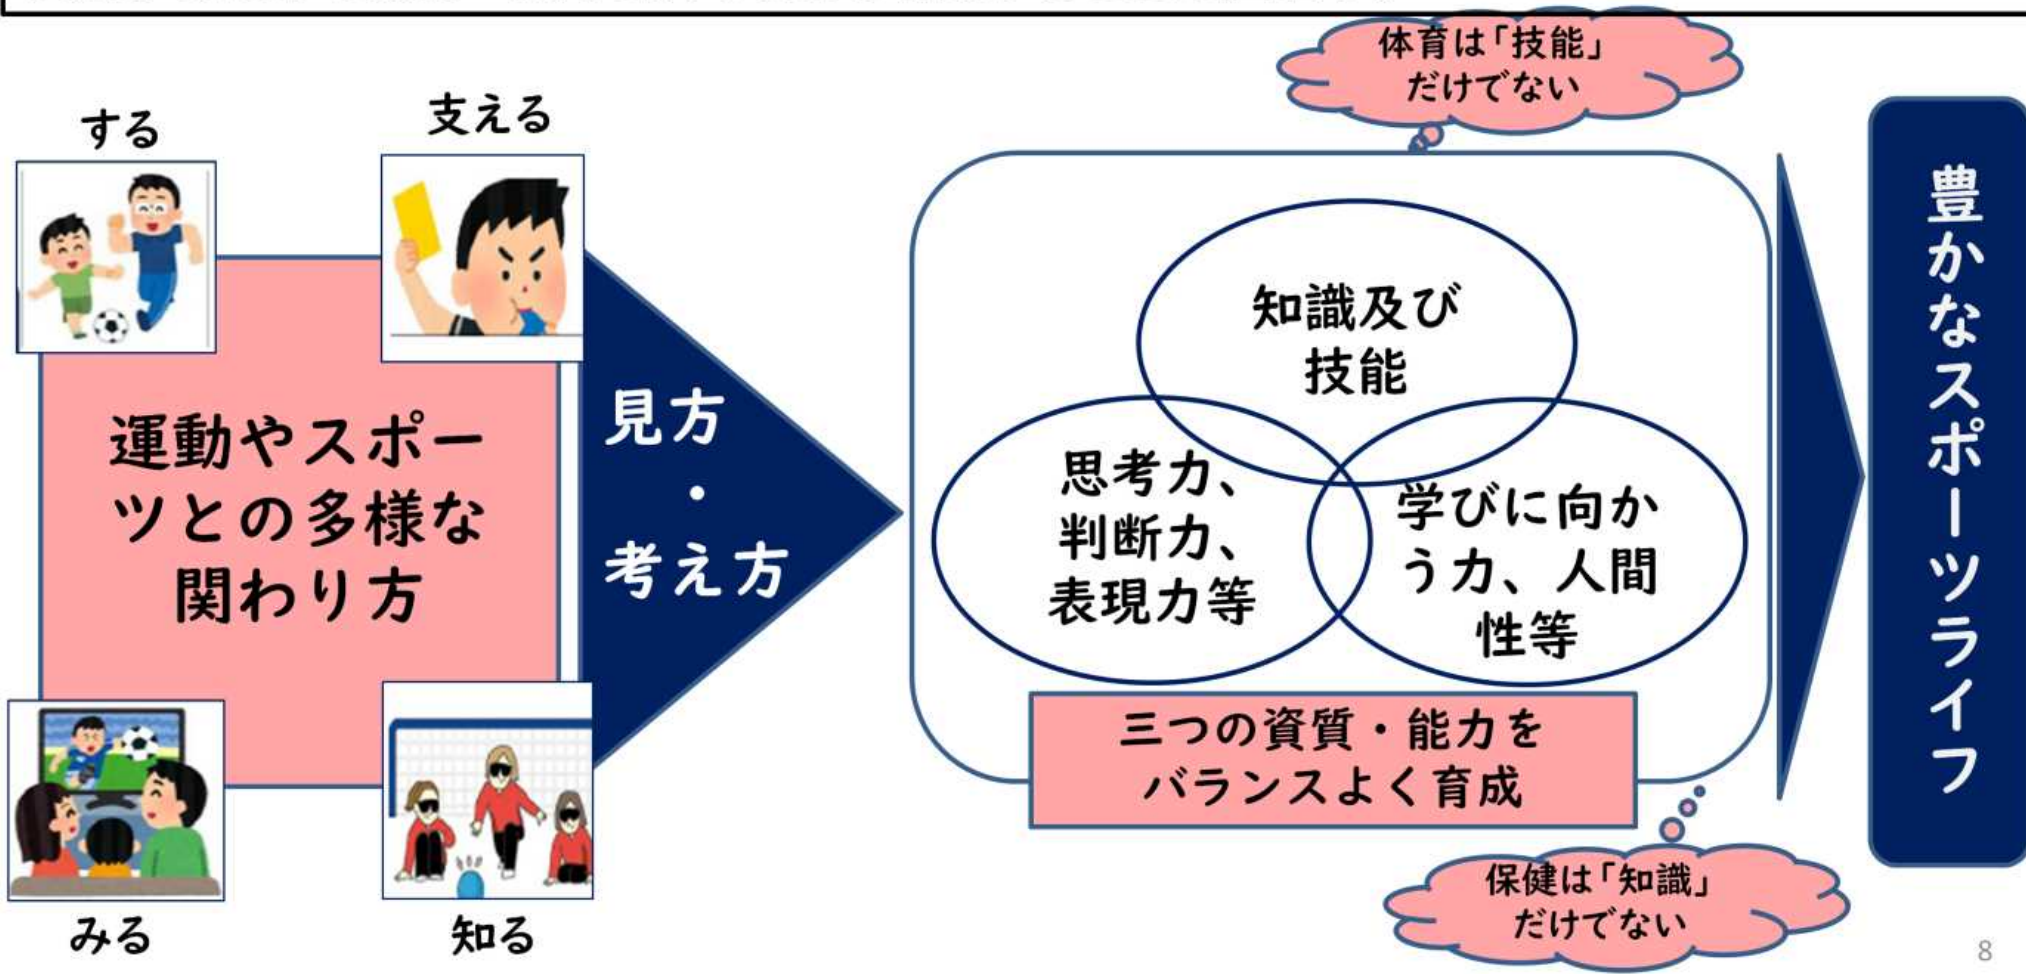 体育は「技能」
だけでない
する
支える
運動やスポー
ツとの多様な
関わり方
見方
・
考え方
みる
知る
知識及び
技能
思考力、
判断力、
表現力等
学びに向か
う力、人間
性等
三つの資質・能力を
バランスよく育成
保健は「知識」
だけでない
豊かなスポーツライフ
8